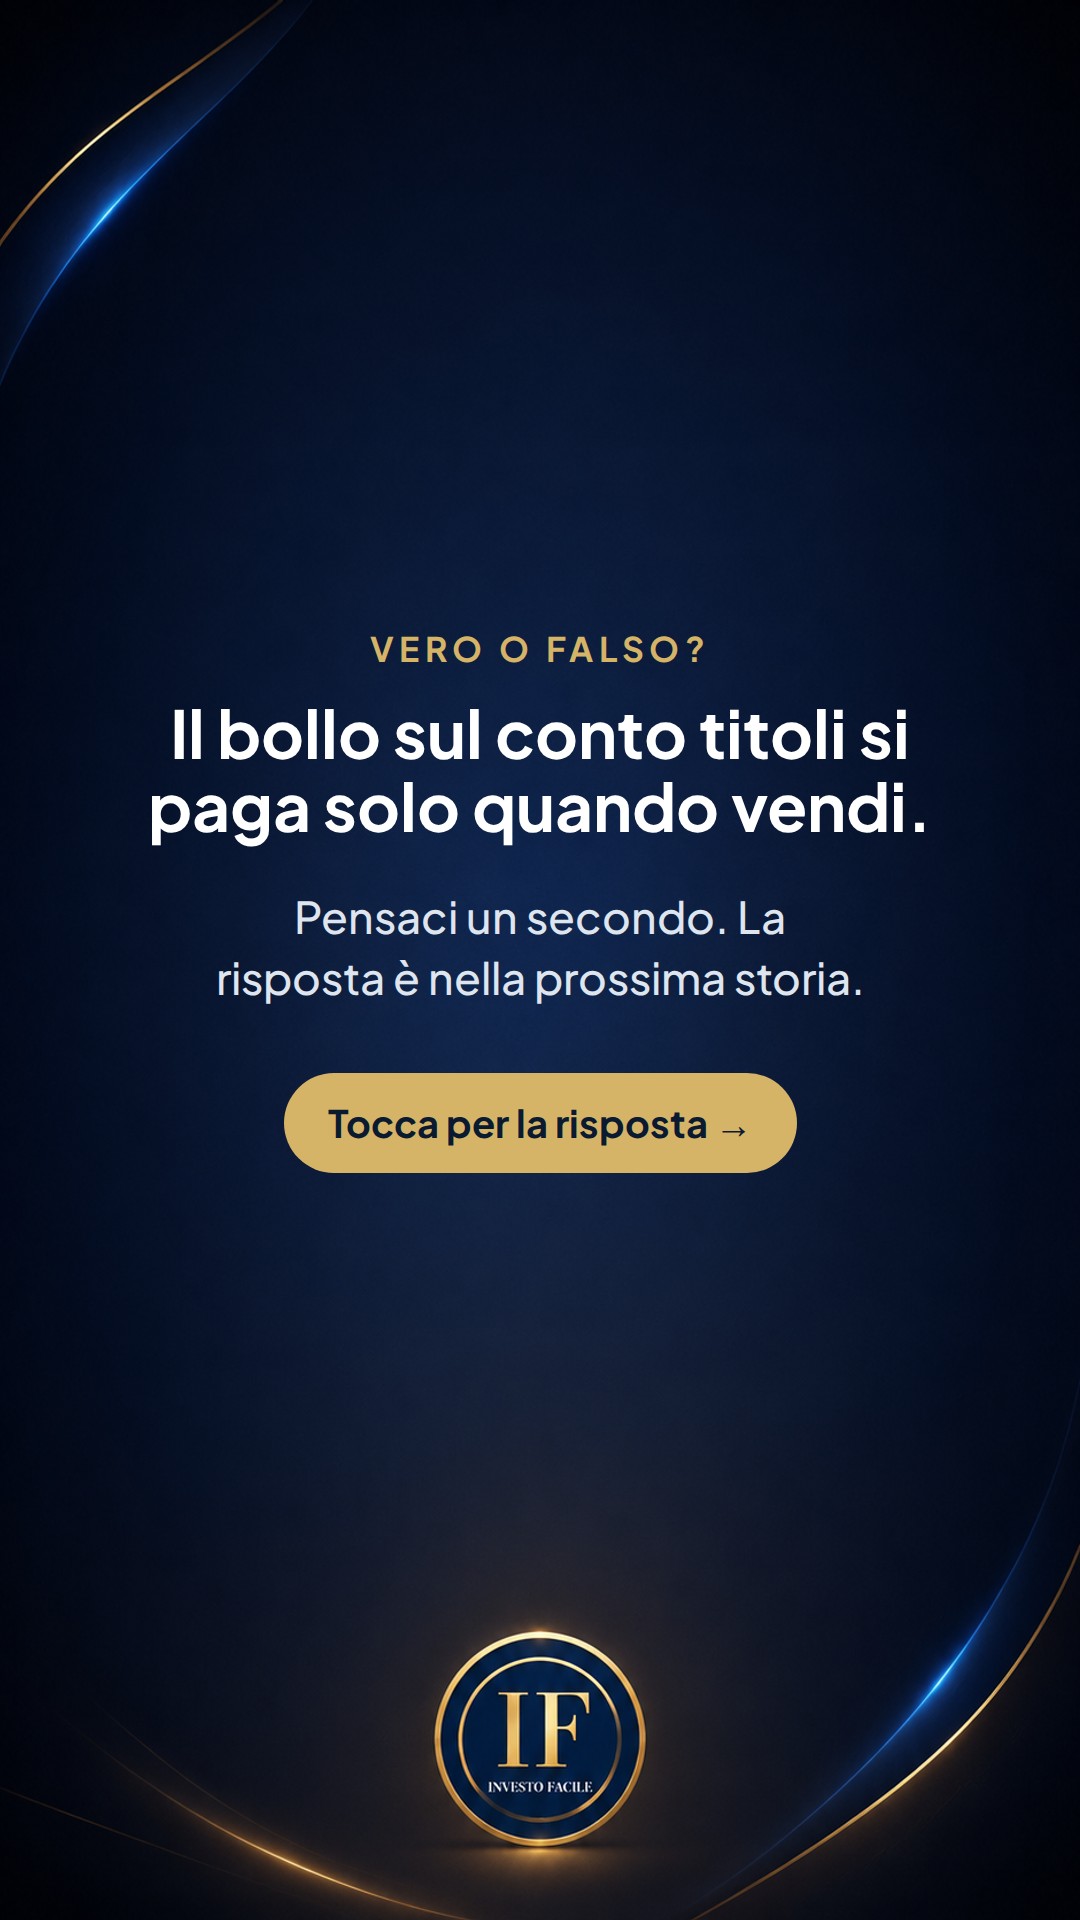 VERO O FALSO?
Il bollo sul conto titoli si
paga solo quando vendi.
Pensaci un secondo. La
risposta è nella prossima storia.
Tocca per la risposta →
IF
INVESTO FACILE